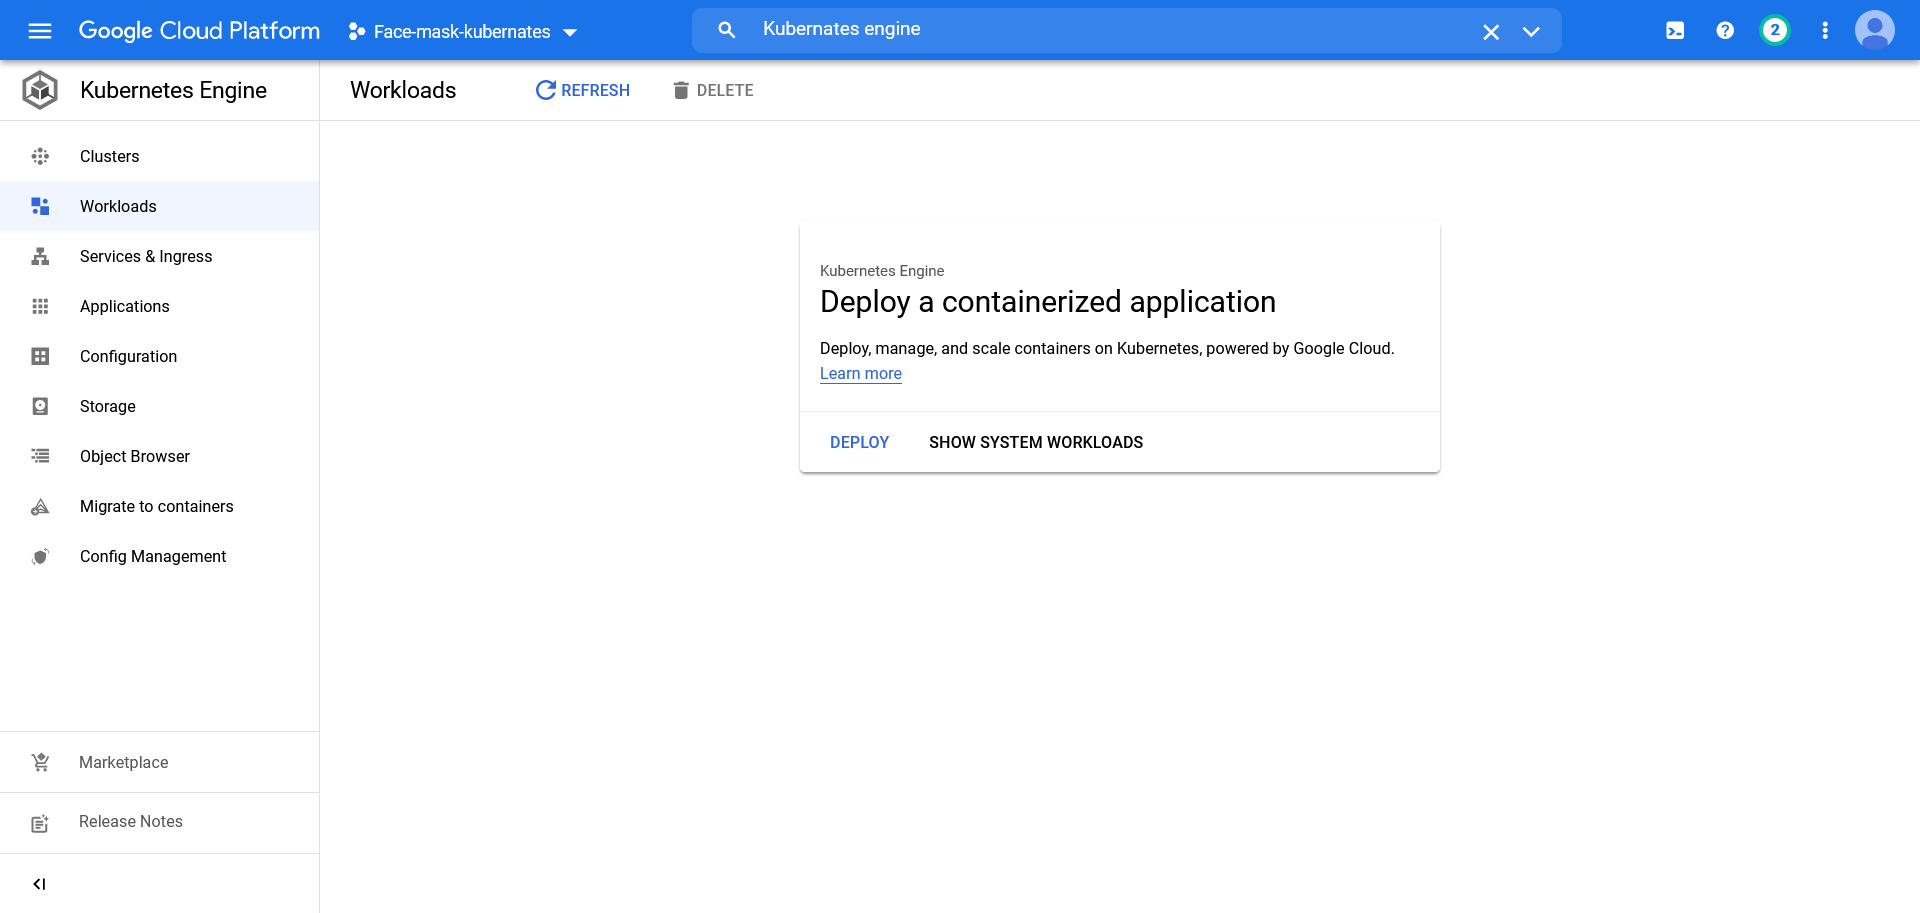 Google Cloud Platform
Face-mask-kubernates
Kubernates engine
2
Kubernetes Engine
Workloads
REFRESH
DELETE
Clusters
Workloads
Services & Ingress
Applications
Configuration
Storage
Object Browser
Migrate to containers
Config Management
Marketplace
Release Notes
Kubernetes Engine
Deploy a containerized application
Deploy, manage, and scale containers on Kubernetes, powered by Google Cloud.
Learn more
DEPLOY
SHOW SYSTEM WORKLOADS